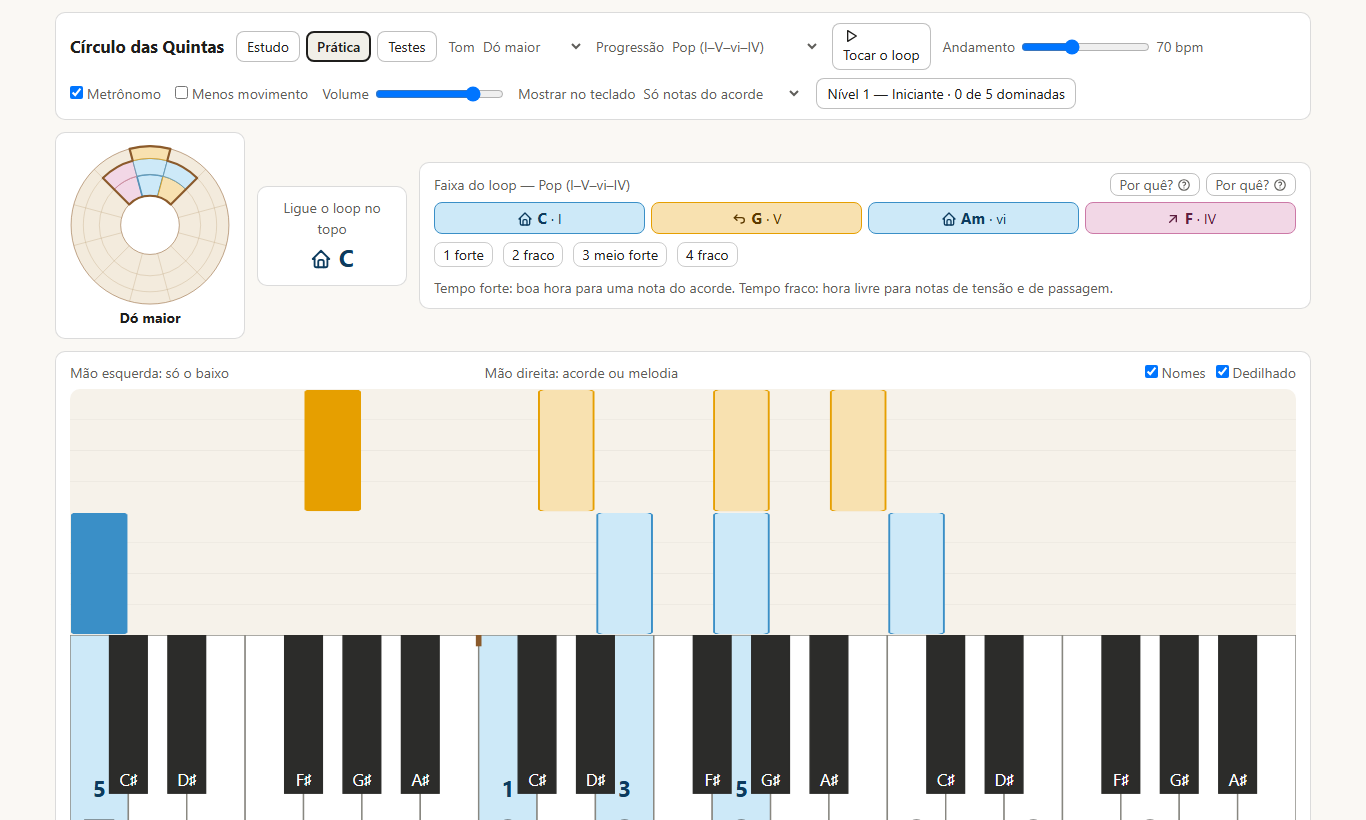 Círculo das Quintas Estudo Prática Testes Tom Dó maior Progressão Pop (I–V–vi–IV) Tocar o loop Andamento 70 bpm
Metrônomo Menos movimento Volume Mostrar no teclado Só notas do acorde Nível 1 — Iniciante · 0 de 5 dominadas
Dó maior
Ligue o loop no
topo
C
Faixa do loop — Pop (I–V–vi–IV) Por quê? Por quê?
C · I G · V Am · vi F · IV
1 forte 2 fraco 3 meio forte 4 fraco
Tempo forte: boa hora para uma nota do acorde. Tempo fraco: hora livre para notas de tensão e de passagem.
Mão esquerda: só o baixo Mão direita: acorde ou melodia Nomes Dedilhado
C♯ D♯ F♯ G♯ A♯ C♯ D♯ F♯ G♯ A♯ C♯ D♯ F♯ G♯ A♯
5 1 3 5